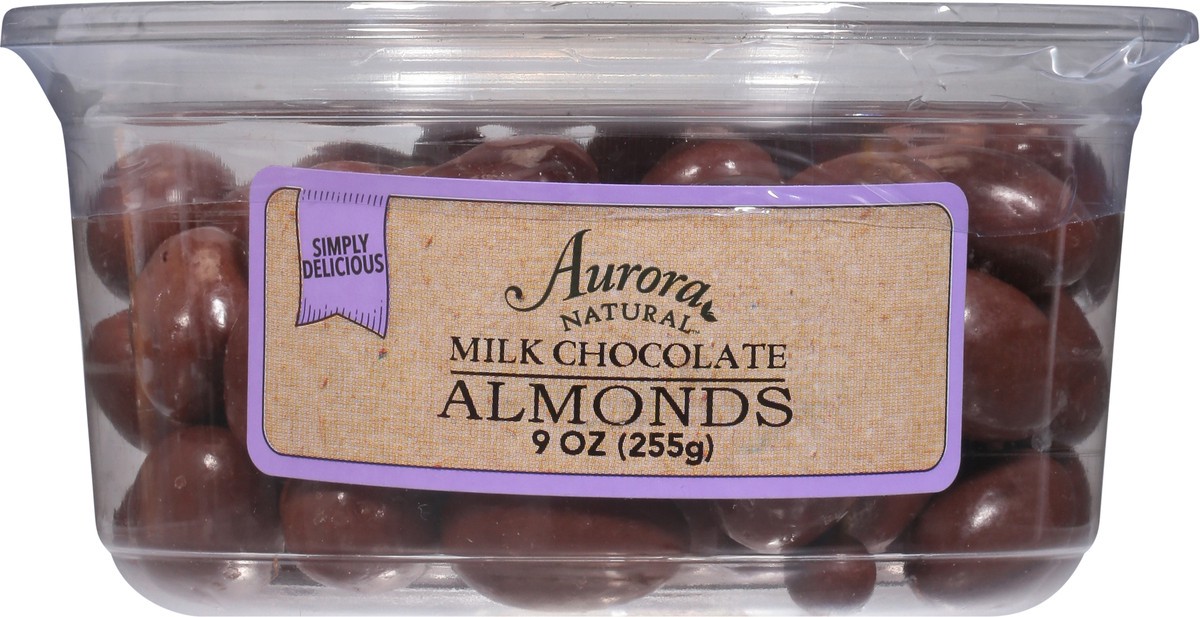 SIMPLY
DELICIOUS
Aurora
NATURAL™
MILK CHOCOLATE
ALMONDS
9 OZ (255g)